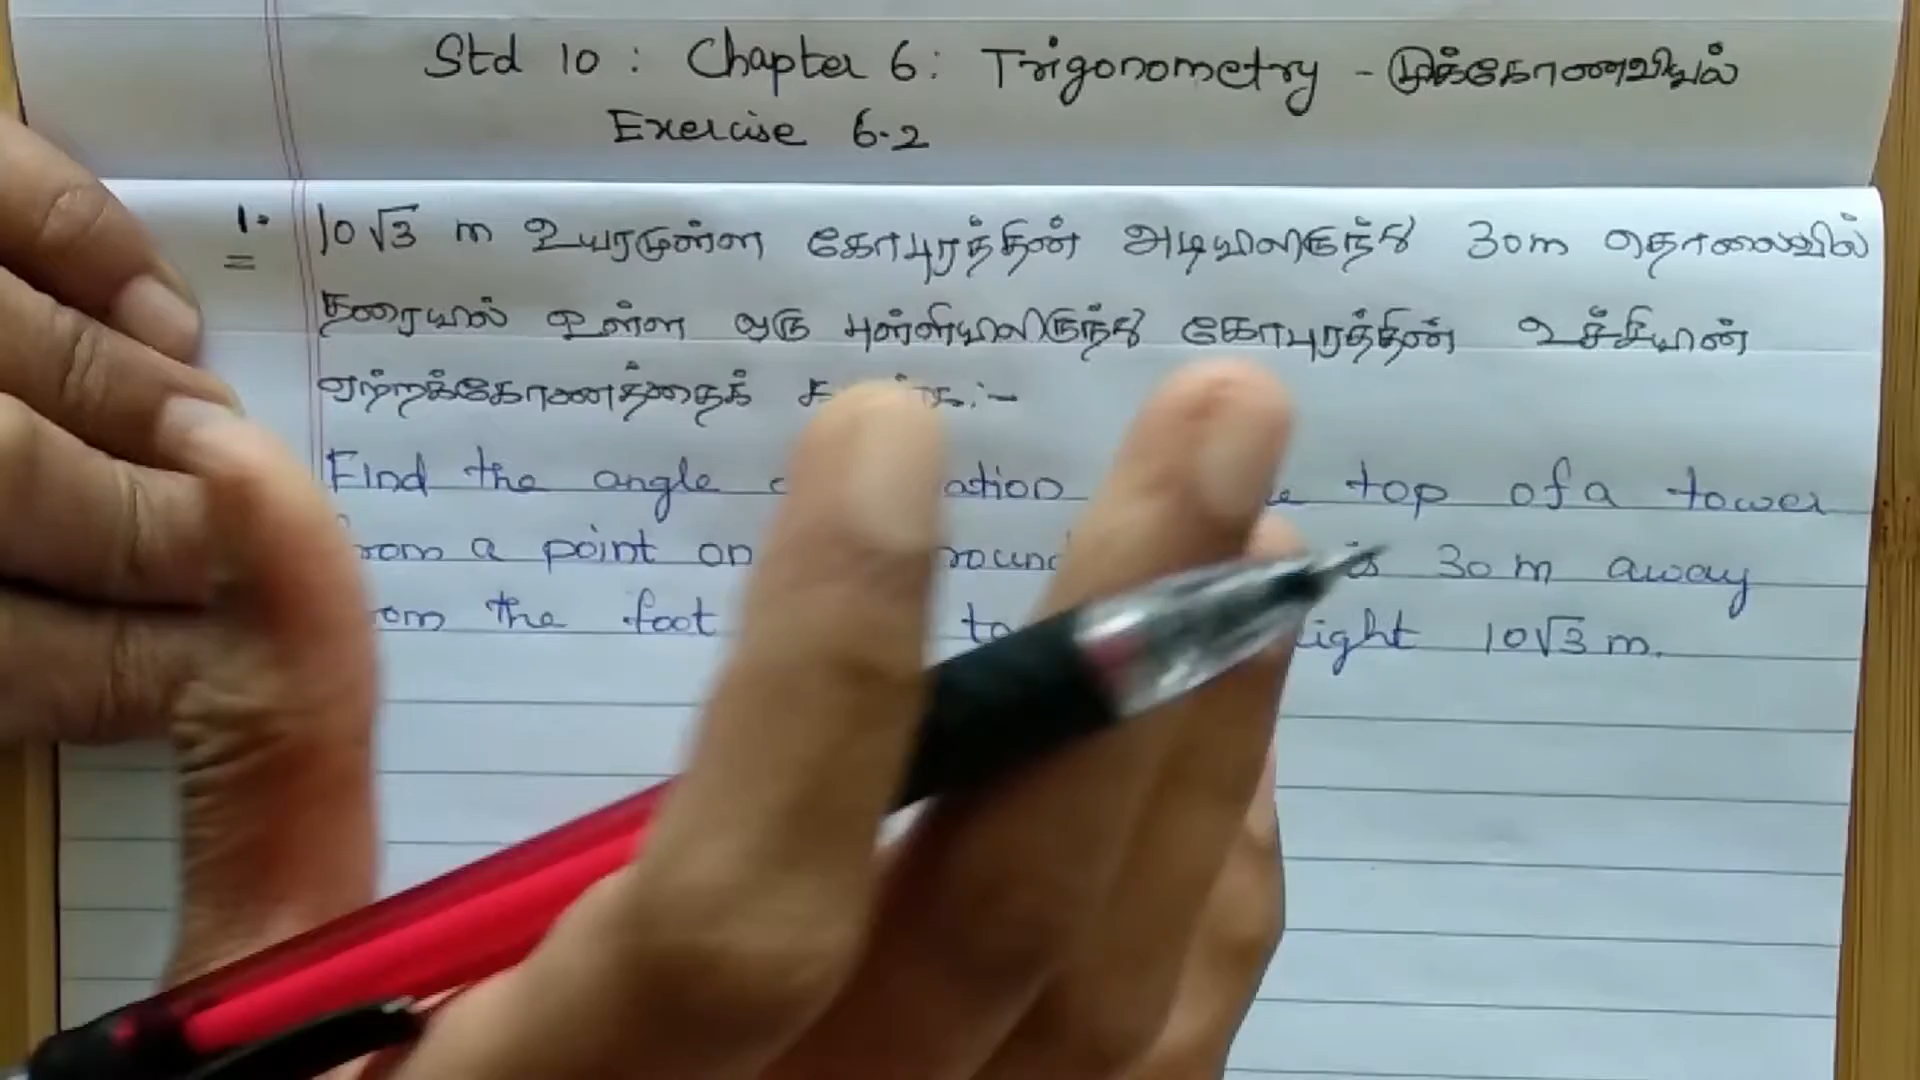 Std 10 : Chapter 6 : Trigonometry - முக்கோணவியல்
Exercise 6.2
1. 10√3 m உயரமுள்ள கோபுரத்தின் அடியிலிருந்து 30m தொலைவில்
தரையில் உள்ள ஒரு புள்ளியிலிருந்து கோபுரத்தின் உச்சியின்
ஏற்றக்கோணத்தைக்
Find the angle top of a tower
a point on 30 m away
the foot 10√3 m.